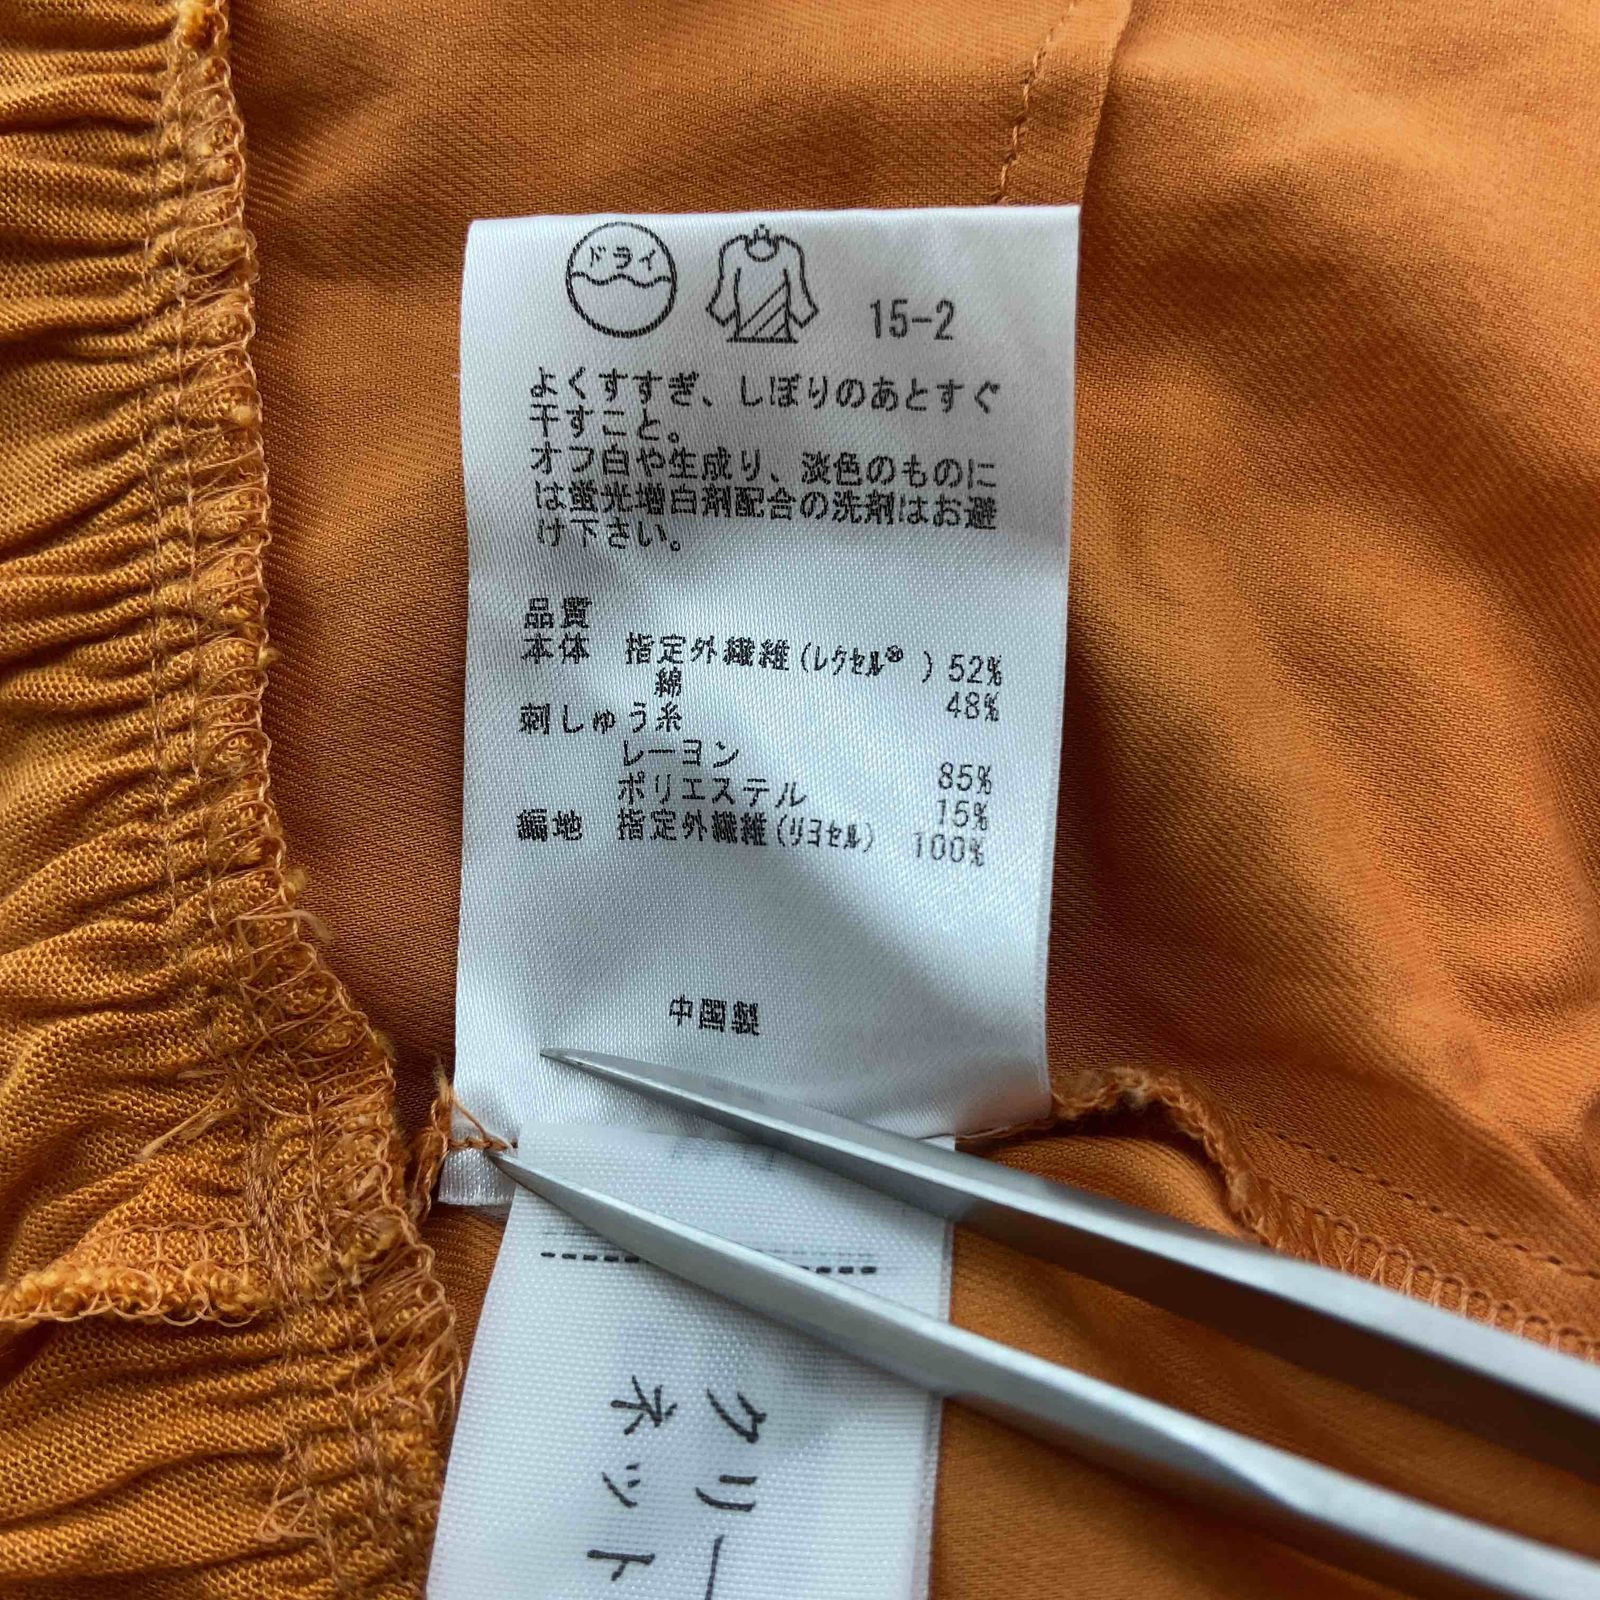 ドライ
15-2
よくすすぎ、しぼりのあとすぐ
干すこと。
オフ白や生成り、淡色のものに
は蛍光増白剤配合の洗剤はお避
け下さい。
品質
本体 指定外繊維(レクセル® ) 52%
綿 48%
刺しゅう糸
レーヨン 85%
ポリエステル 15%
編地 指定外繊維(リヨセル) 100%
中国製
クリー
ネット